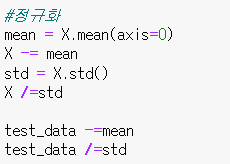 #정규화
mean = X.mean(axis=0)
X -= mean
std = X.std()
X /=std
test_data -=mean
test_data /=std